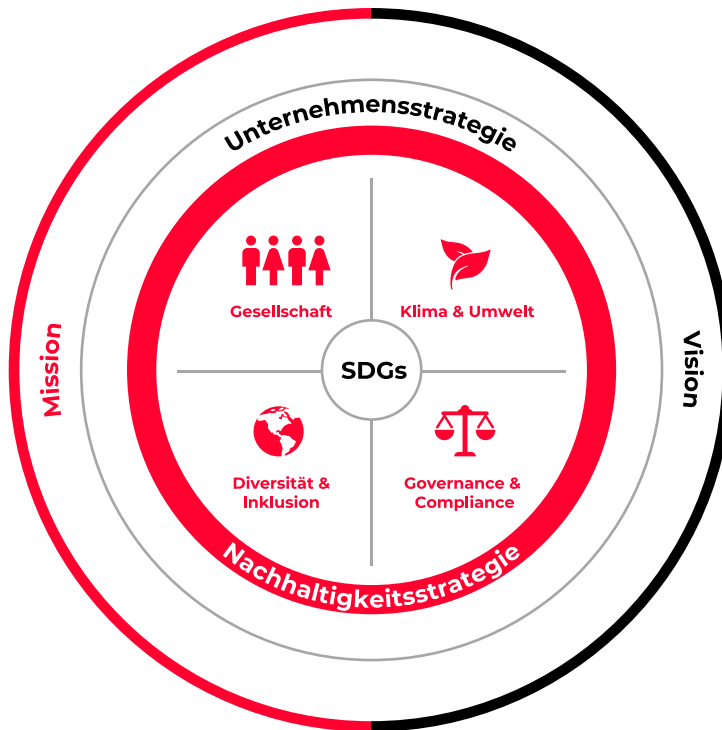 Unternehmensstrategie
Gesellschaft
Klima & Umwelt
Mission
SDGs
Vision
Diversität &
Inklusion
Governance &
Compliance
Nachhaltigkeitsstrategie